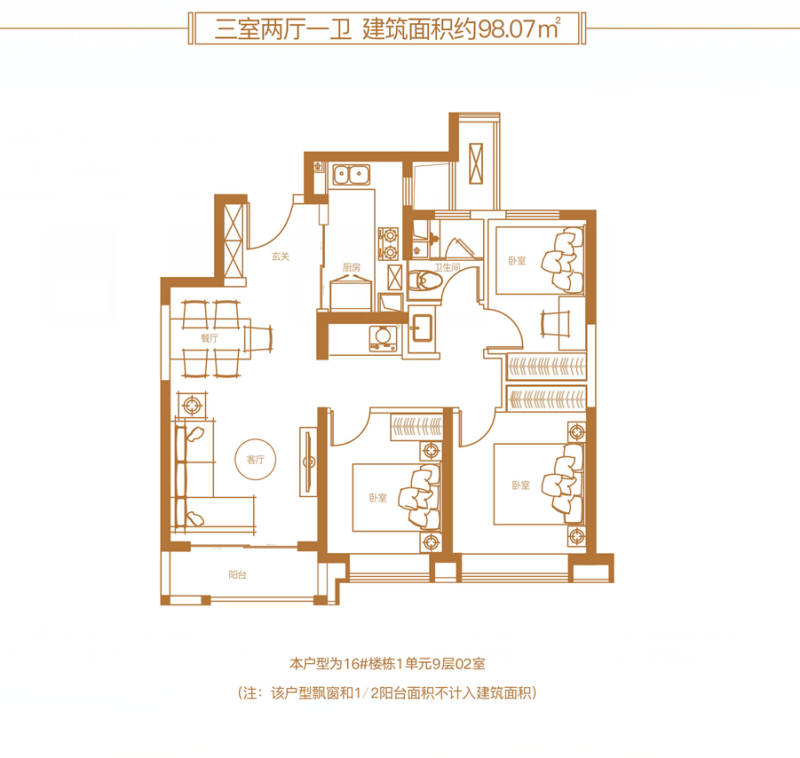 三室两厅一卫 建筑面积约98.07㎡
玄关
厨房
卫生间
卧室
餐厅
客厅
卧室
卧室
阳台
本户型为16#楼栋1单元9层02室
（注：该户型飘窗和1/2阳台面积不计入建筑面积）